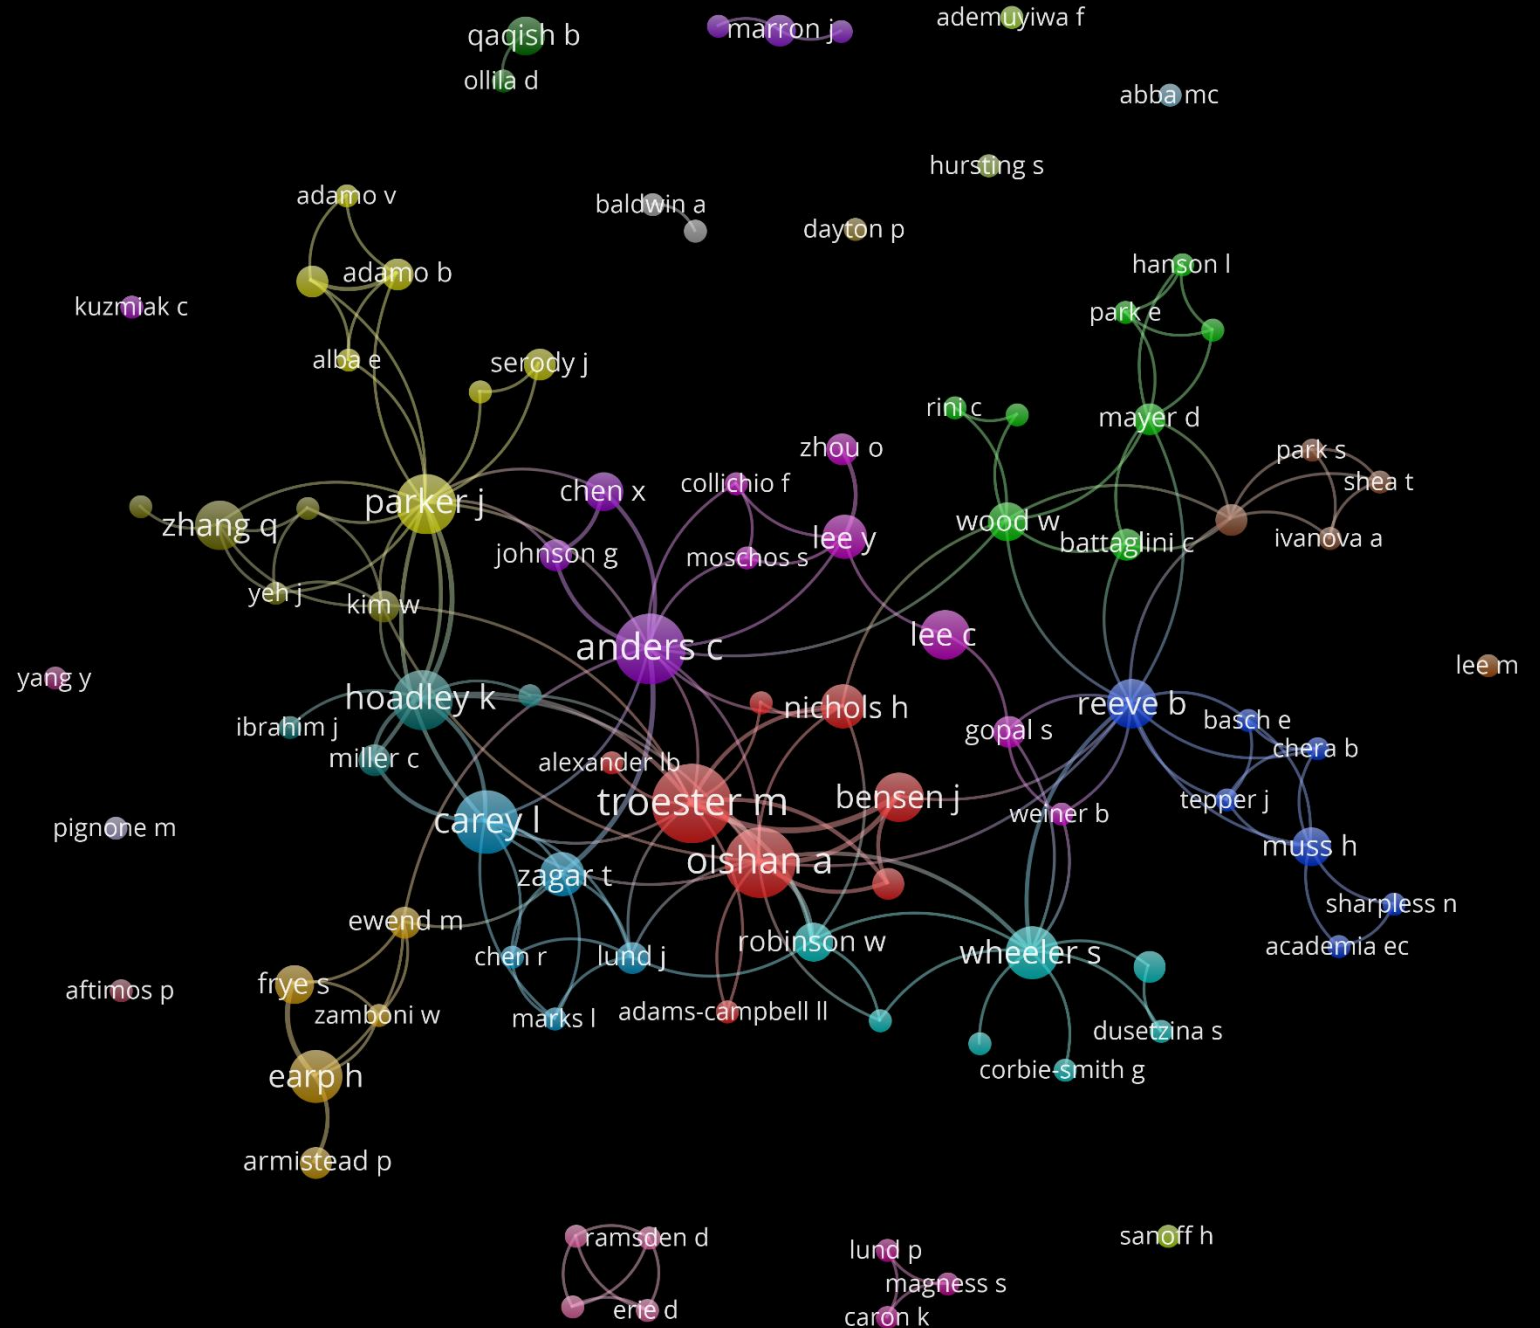 ademuyiwa f
qaqish b
marron j
ollila d
abba mc
hursting s
adamo v
baldwin a
dayton p
hanson l
adamo b
kuzmiak c
park e
alba e
serody j
rini c
mayer d
zhou o
park s
chen x
collichio f
shea t
parker j
zhang q
wood w
lee y
ivanova a
battaglini c
johnson g
moschos s
yeh j
kim w
lee c
anders c
lee m
yang y
hoadley k
nichols h
reeve b
ibrahim j
gopal s
basch e
chera b
miller c
alexander lb
troester m
bensen j
tepper j
weiner b
carey l
pignone m
muss h
olshan a
zagar t
sharpless n
ewend m
robinson w
academia ec
chen r
lund j
wheeler s
frye s
aftimos p
zamboni w
marks l
adams-campbell ll
dusetzina s
corbie-smith g
earp h
armistead p
ramsden d
sanoff h
lund p
magness s
erie d
caron k